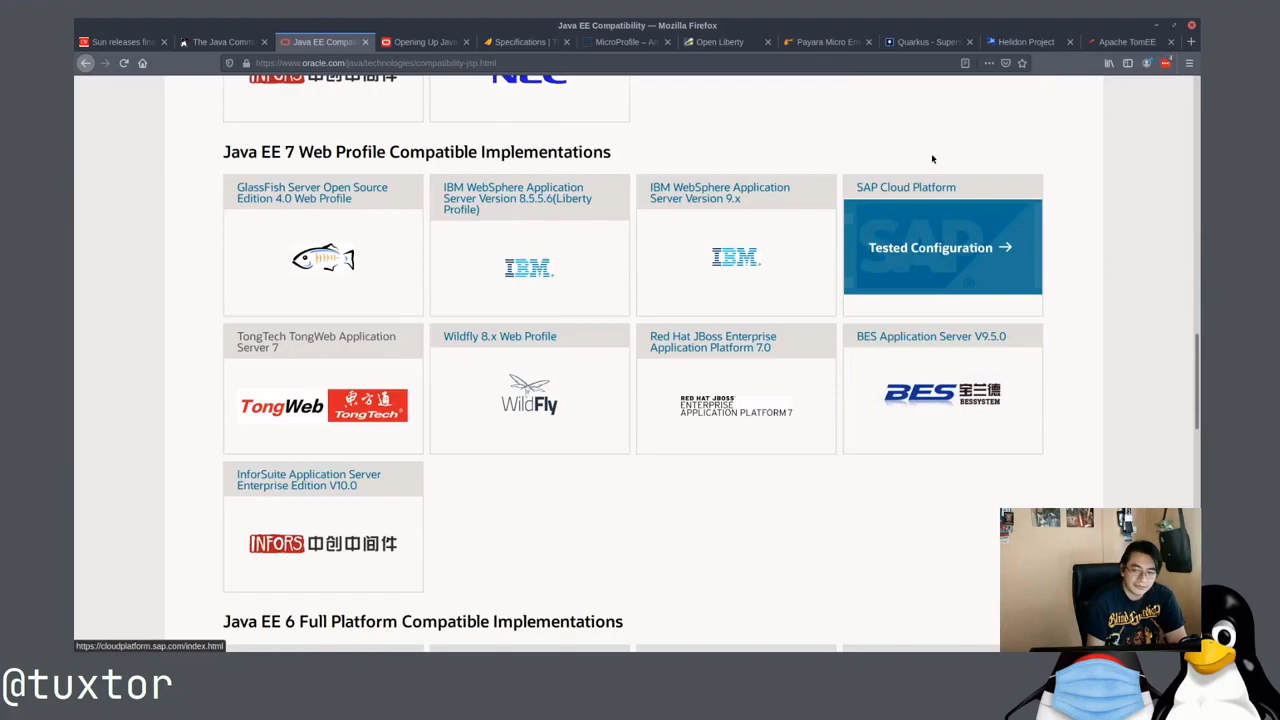 Java EE Compatibility — Mozilla Firefox
Sun releases fin
The Java Comm
Java EE Compat
Opening Up Java
Specifications | T
MicroProfile – A
Open Liberty
Payara Micro En
Quarkus - Supers
Helidon Project
Apache TomEE
https://www.oracle.com/java/technologies/compatibility-jsp.html
INFORS 中创中间件
NEC
Java EE 7 Web Profile Compatible Implementations
GlassFish Server Open Source
Edition 4.0 Web Profile
IBM WebSphere Application
Server Version 8.5.5.6(Liberty
Profile)
IBM.
IBM WebSphere Application
Server Version 9.x
IBM.
SAP Cloud Platform
SAP
Tested Configuration →
TongTech TongWeb Application
Server 7
TongWeb
東方通
TongTech®
Wildfly 8.x Web Profile
WildFly
Red Hat JBoss Enterprise
Application Platform 7.0
RED HAT® JBOSS®
ENTERPRISE
APPLICATION PLATFORM 7
BES Application Server V9.5.0
BES 宝兰德
BESSYSTEM
InforSuite Application Server
Enterprise Edition V10.0
INFORS 中创中间件
Java EE 6 Full Platform Compatible Implementations
https://cloudplatform.sap.com/index.html
@tuxtor